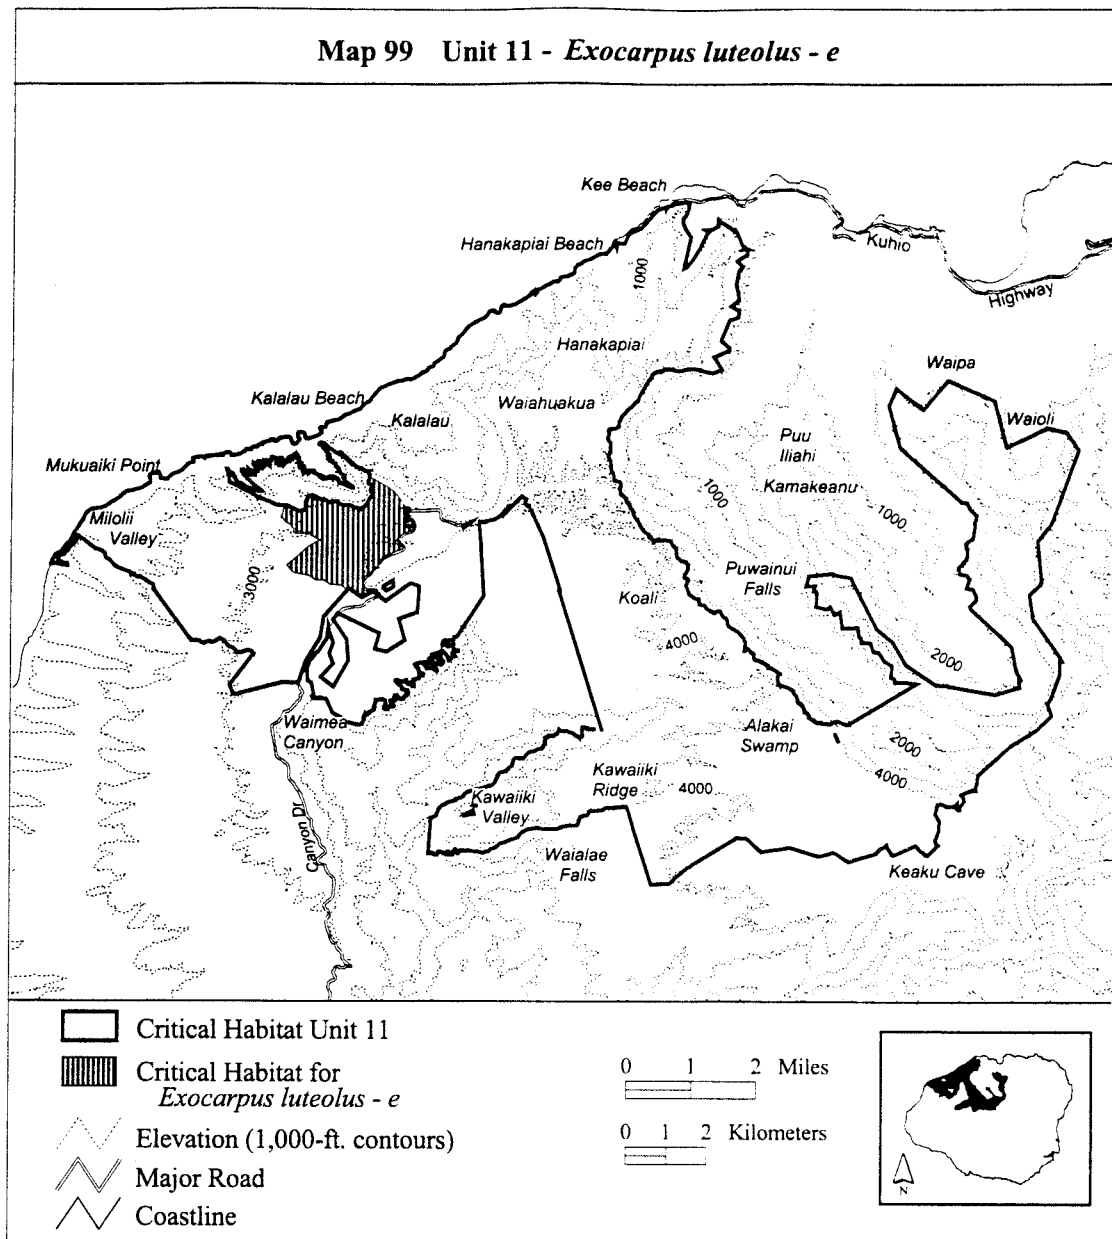 Map 99 Unit 11 - Exocarpus luteolus - e
Kee Beach
Hanakapiai Beach
Kuhio
Highway
1000
Hanakapiai
Waipa
Kalalau Beach
Waiahuakua
Kalalau
Waioli
Puu
Iliahi
Mukuaiki Point
Kamakeanu
1000
1000
Milolii
Valley
3000
Puwainui
Falls
Koali
4000
2000
Waimea
Canyon
Alakai
Swamp
2000
Kawaiiki
Ridge
4000
4000
Kawaiiki
Valley
Canyon Dr
Waialae
Falls
Keaku Cave
Critical Habitat Unit 11
Critical Habitat for
Exocarpus luteolus - e
Elevation (1,000-ft. contours)
Major Road
Coastline
0 1 2 Miles
0 1 2 Kilometers
N